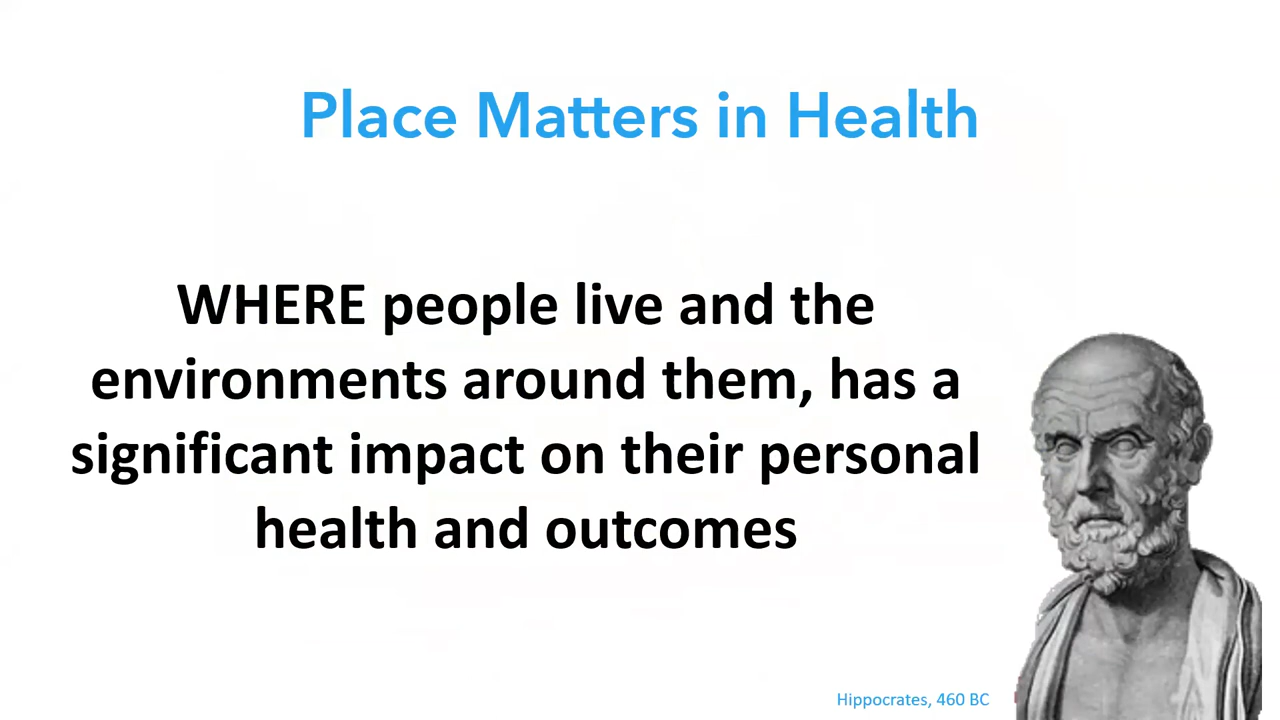 Place Matters in Health
WHERE people live and the
environments around them, has a
significant impact on their personal
health and outcomes
Hippocrates, 460 BC